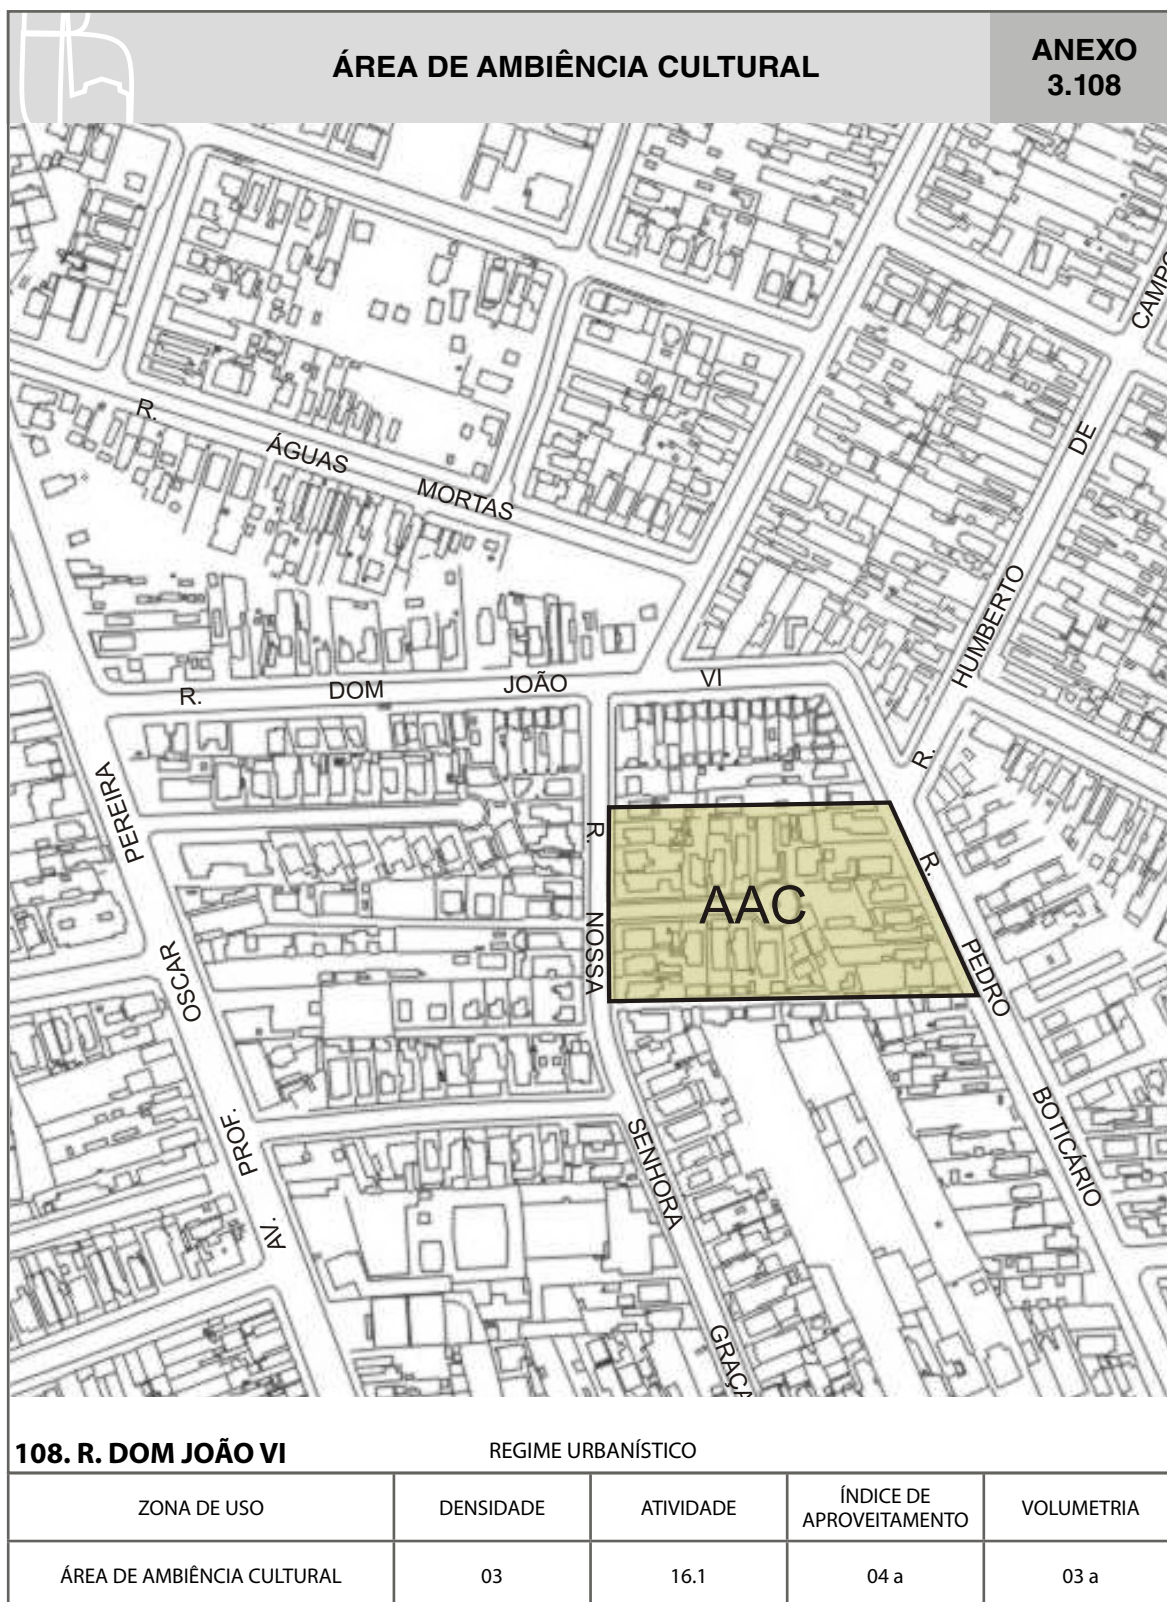 ÁREA DE AMBIÊNCIA CULTURAL
ANEXO
3.108
R. ÁGUAS MORTAS
R. HUMBERTO DE
R. DOM JOÃO VI
AV. PROF. OSCAR PEREIRA
R. NOSSA SENHORA
AAC
R. PEDRO BOTICÁRIO
108. R. DOM JOÃO VI
REGIME URBANÍSTICO
ZONA DE USO
DENSIDADE
ATIVIDADE
ÍNDICE DE
APROVEITAMENTO
VOLUMETRIA
ÁREA DE AMBIÊNCIA CULTURAL
03
16.1
04 a
03 a